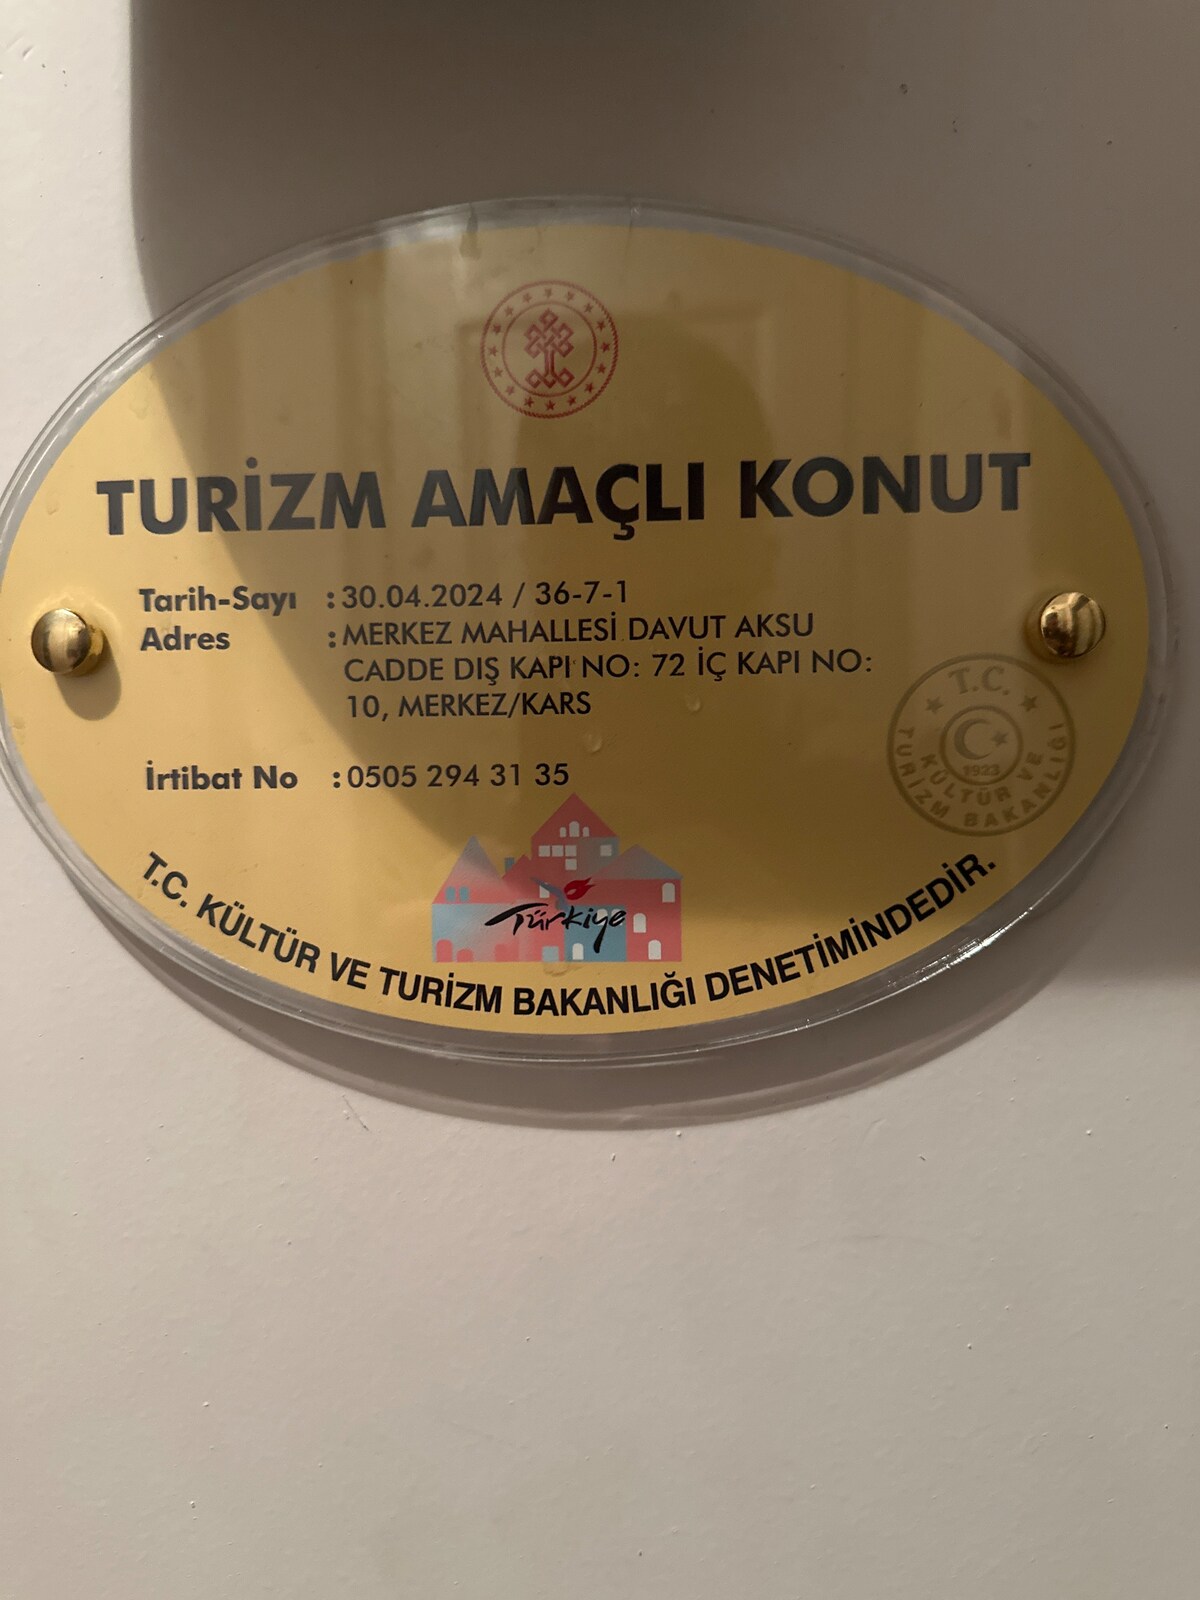 TURİZM AMAÇLI KONUT
Tarih-Sayı : 30.04.2024 / 36-7-1
Adres : MERKEZ MAHALLESİ DAVUT AKSU
CADDE DIŞ KAPI NO: 72 İÇ KAPI NO:
10, MERKEZ/KARS
İrtibat No : 0505 294 31 35
T.C.
1923
KÜLTÜR VE
TURİZM BAKANLIĞI
Türkiye
T.C. KÜLTÜR VE TURİZM BAKANLIĞI DENETİMİNDEDİR.